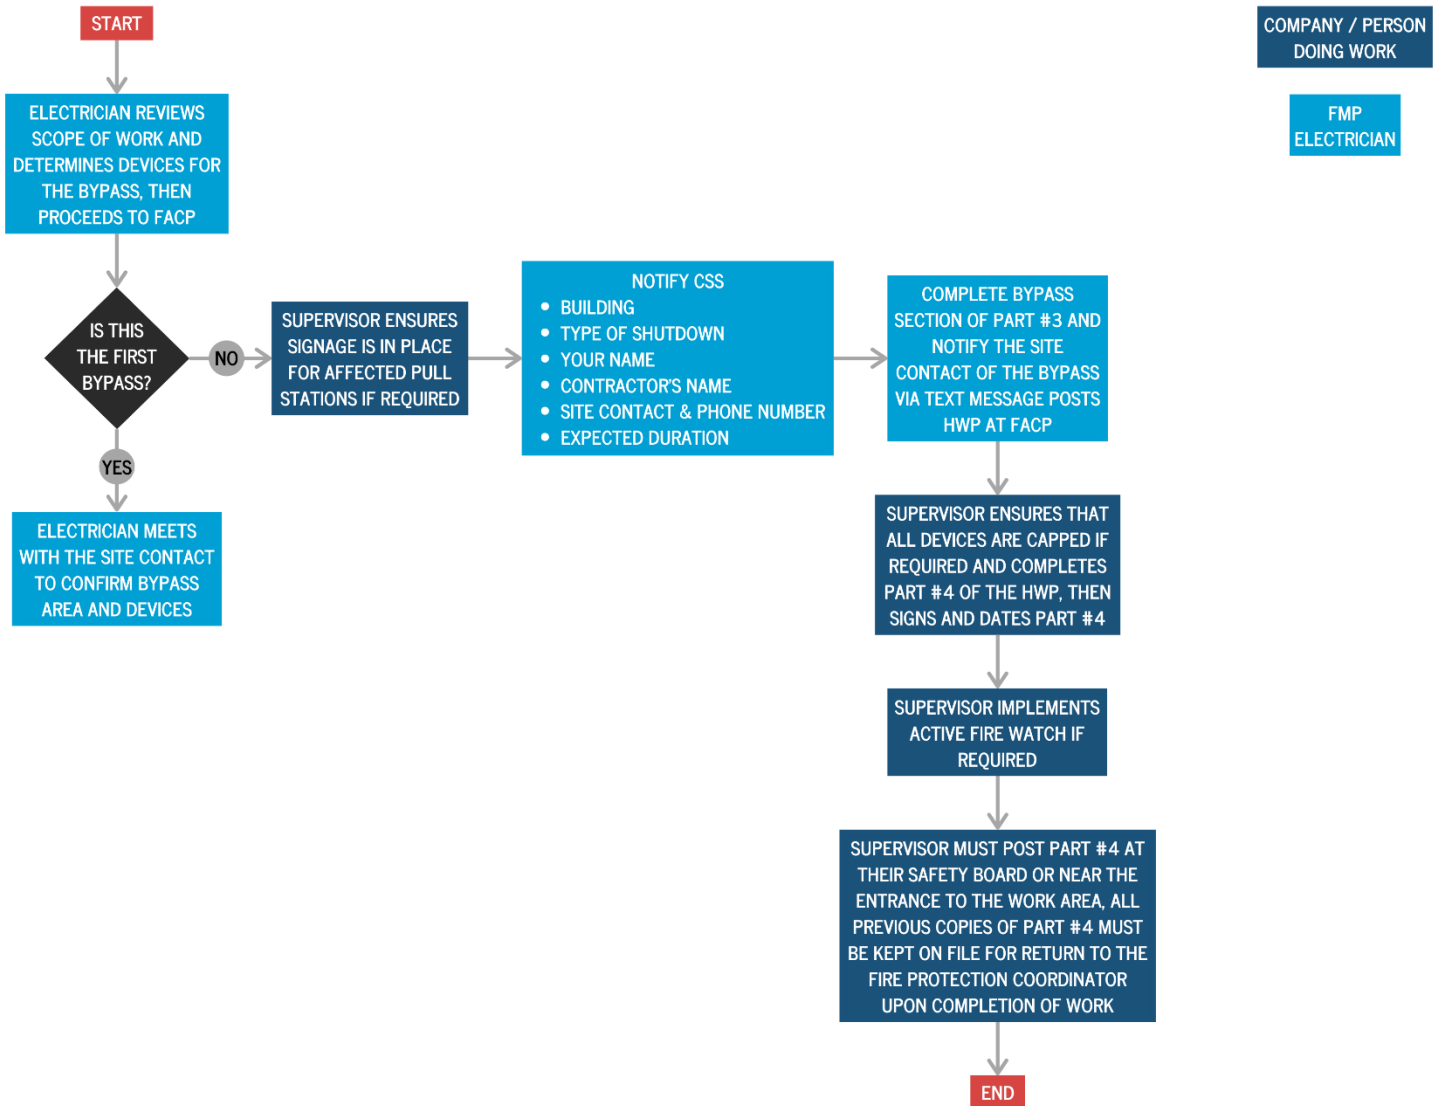 START
COMPANY / PERSON
DOING WORK
FMP
ELECTRICIAN
ELECTRICIAN REVIEWS
SCOPE OF WORK AND
DETERMINES DEVICES FOR
THE BYPASS, THEN
PROCEEDS TO FACP
IS THIS
THE FIRST
BYPASS?
NO
YES
ELECTRICIAN MEETS
WITH THE SITE CONTACT
TO CONFIRM BYPASS
AREA AND DEVICES
SUPERVISOR ENSURES
SIGNAGE IS IN PLACE
FOR AFFECTED PULL
STATIONS IF REQUIRED
NOTIFY CSS
• BUILDING
• TYPE OF SHUTDOWN
• YOUR NAME
• CONTRACTOR'S NAME
• SITE CONTACT & PHONE NUMBER
• EXPECTED DURATION
COMPLETE BYPASS
SECTION OF PART #3 AND
NOTIFY THE SITE
CONTACT OF THE BYPASS
VIA TEXT MESSAGE POSTS
HWP AT FACP
SUPERVISOR ENSURES THAT
ALL DEVICES ARE CAPPED IF
REQUIRED AND COMPLETES
PART #4 OF THE HWP, THEN
SIGNS AND DATES PART #4
SUPERVISOR IMPLEMENTS
ACTIVE FIRE WATCH IF
REQUIRED
SUPERVISOR MUST POST PART #4 AT
THEIR SAFETY BOARD OR NEAR THE
ENTRANCE TO THE WORK AREA, ALL
PREVIOUS COPIES OF PART #4 MUST
BE KEPT ON FILE FOR RETURN TO THE
FIRE PROTECTION COORDINATOR
UPON COMPLETION OF WORK
END